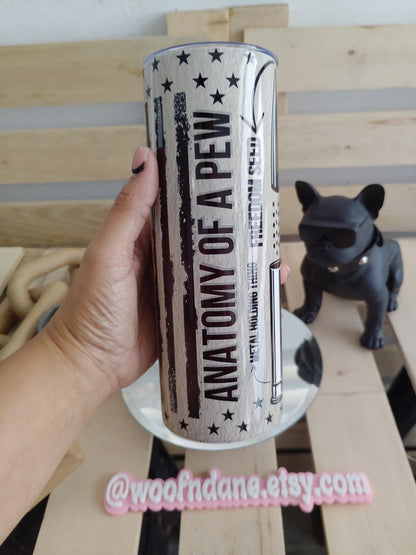 ANATOMY OF A PEW
FREEDOM SEED
METAL HOLDING THING
@woofndane.etsy.com